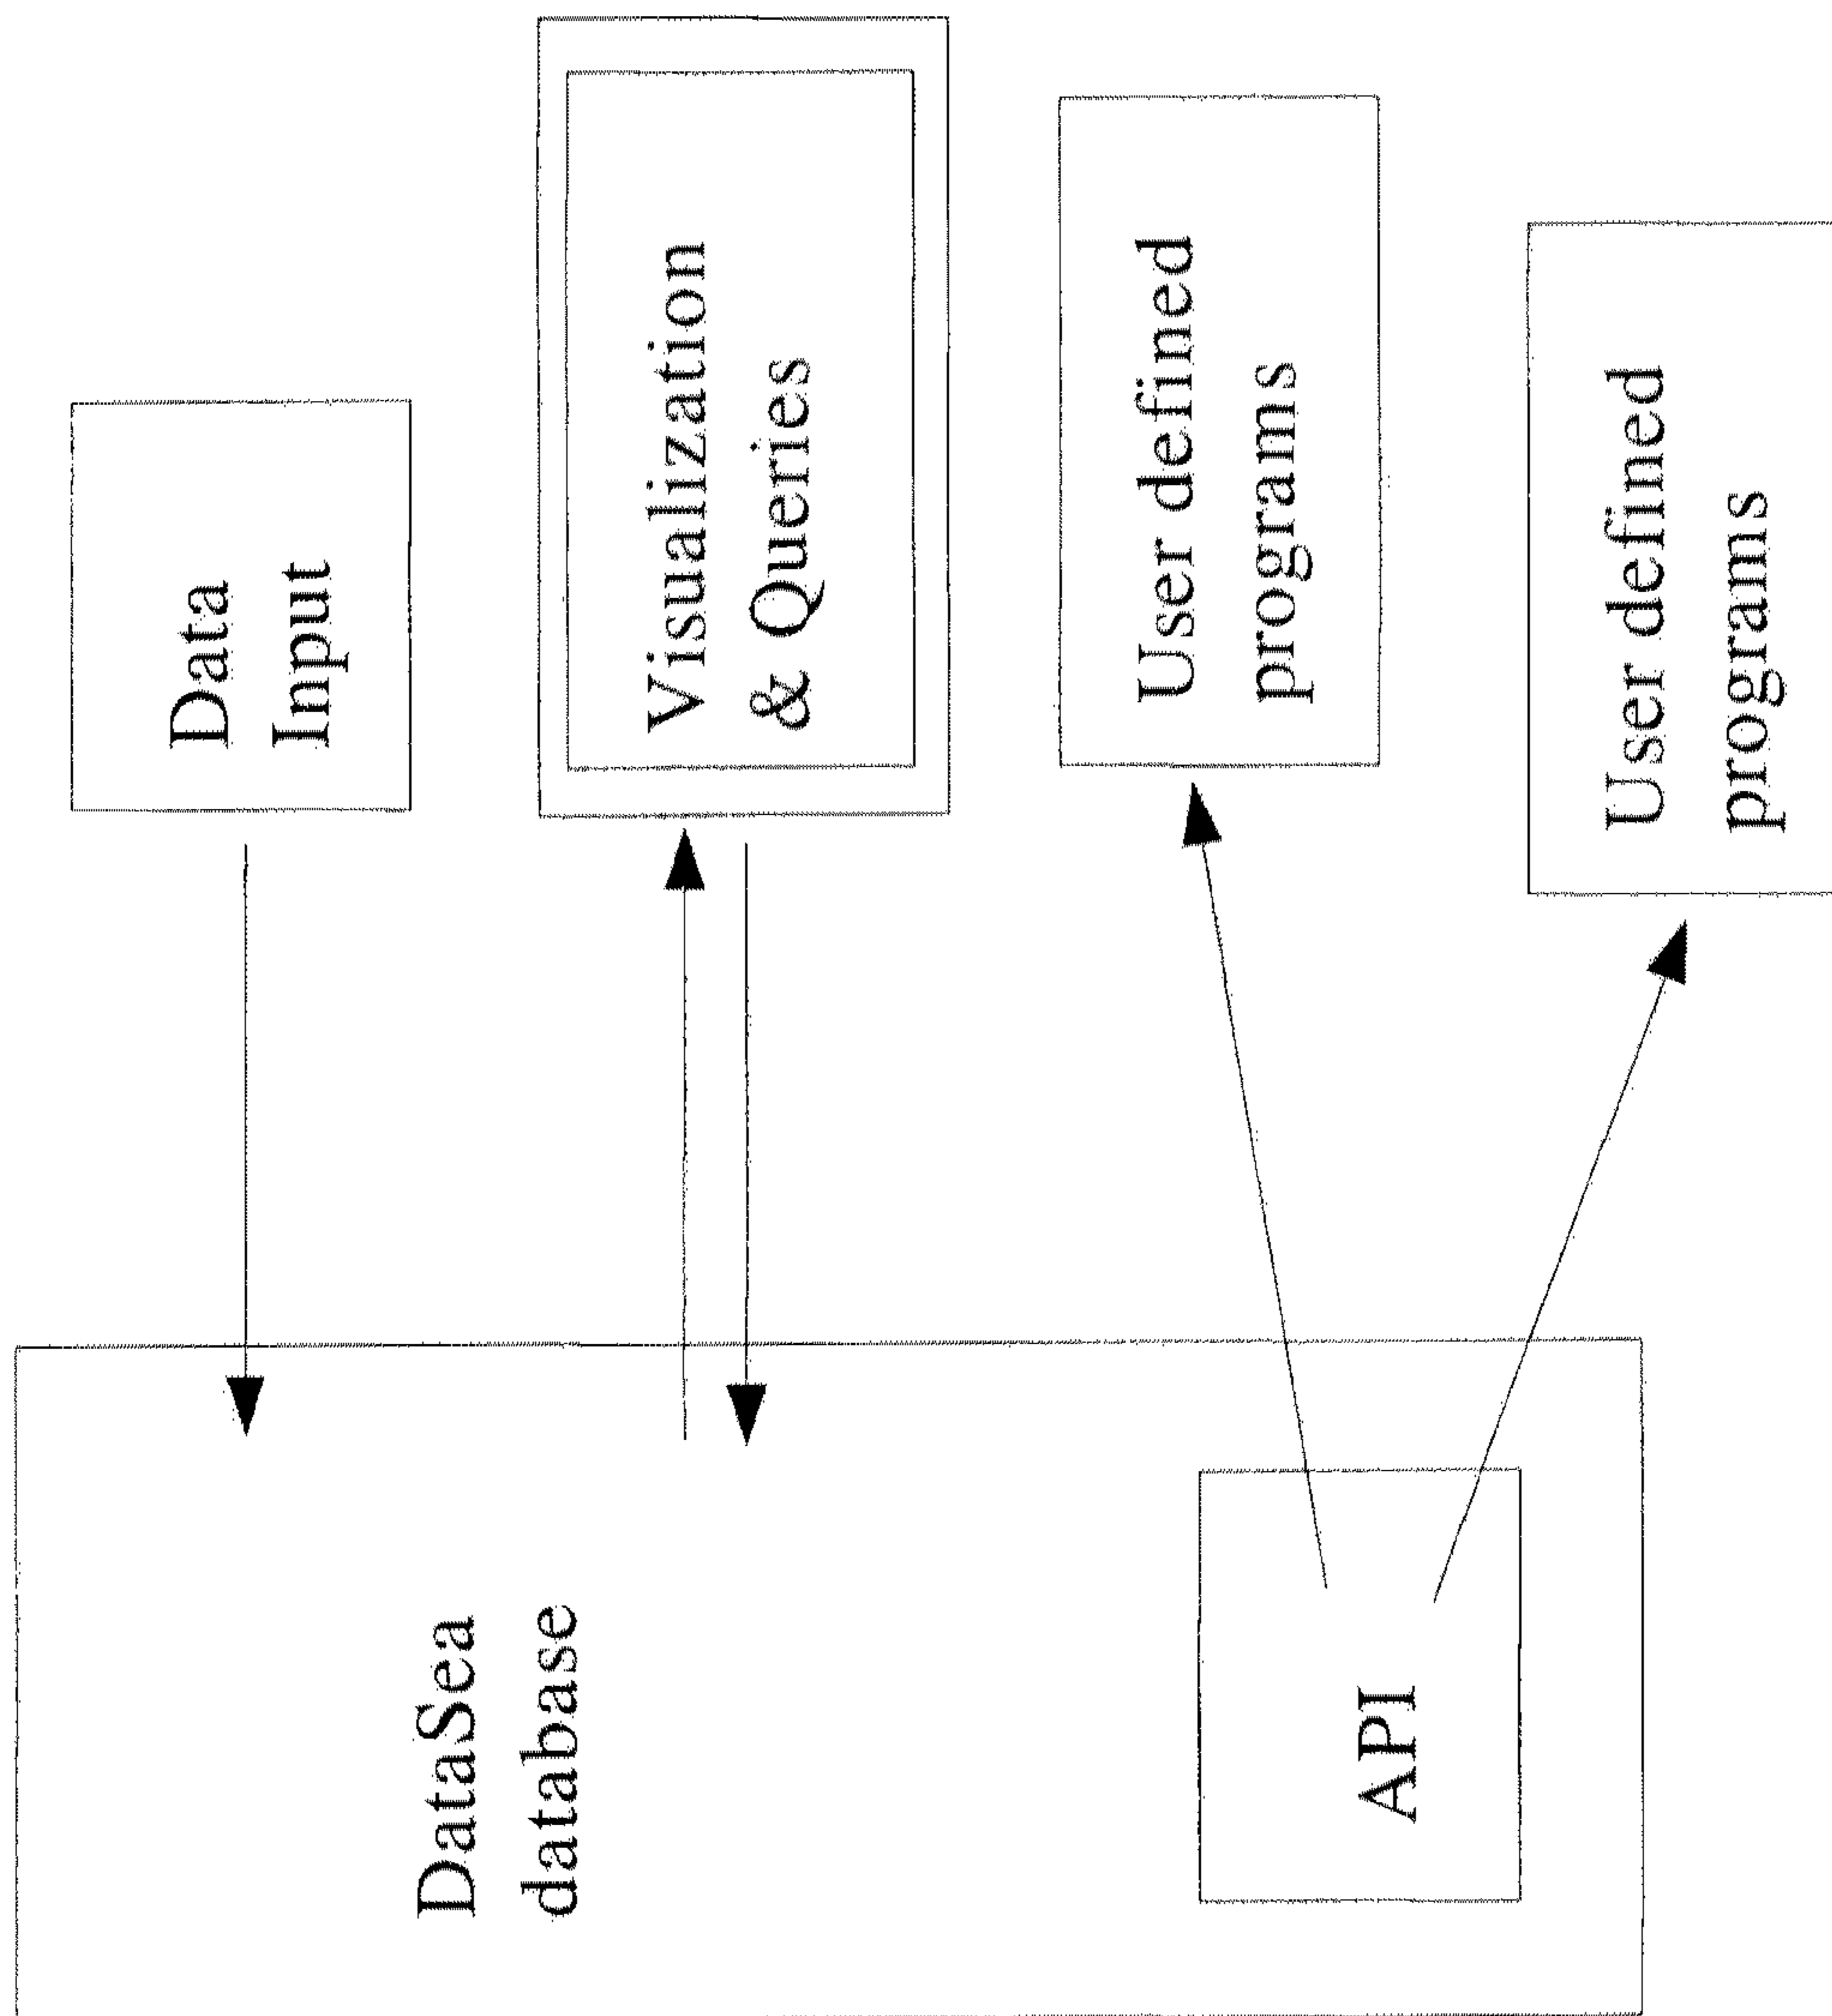 DataSea
database
API
Data
Input
Visualization
& Queries
User defined
programs
User defined
programs